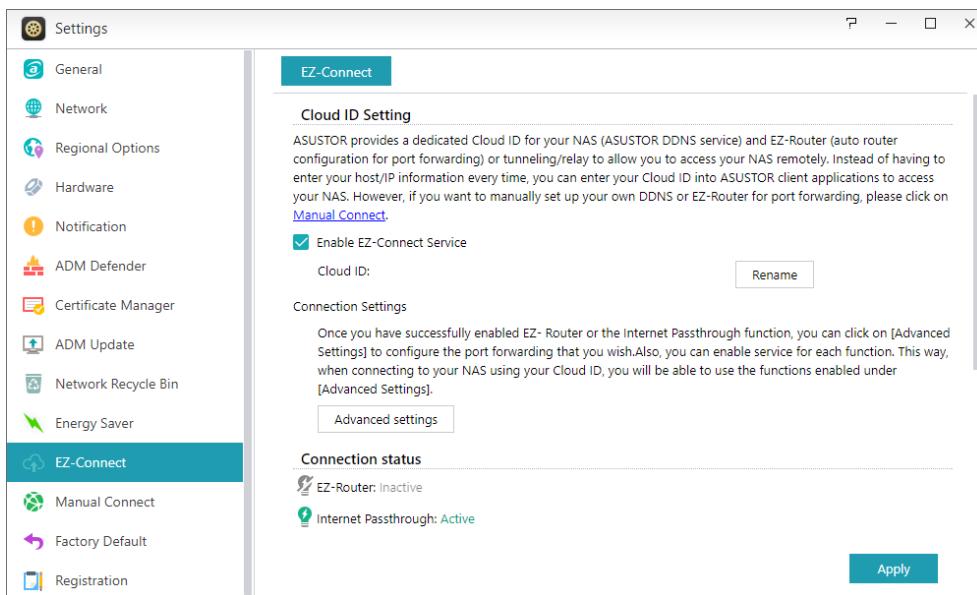 Settings
General
Network
Regional Options
Hardware
Notification
ADM Defender
Certificate Manager
ADM Update
Network Recycle Bin
Energy Saver
EZ-Connect
Manual Connect
Factory Default
Registration
EZ-Connect
Cloud ID Setting
ASUSTOR provides a dedicated Cloud ID for your NAS (ASUSTOR DDNS service) and EZ-Router (auto router
configuration for port forwarding) or tunneling/relay to allow you to access your NAS remotely. Instead of having to
enter your host/IP information every time, you can enter your Cloud ID into ASUSTOR client applications to access
your NAS. However, if you want to manually set up your own DDNS or EZ-Router for port forwarding, please click on
Manual Connect.
Enable EZ-Connect Service
Cloud ID:
Rename
Connection Settings
Once you have successfully enabled EZ- Router or the Internet Passthrough function, you can click on [Advanced
Settings] to configure the port forwarding that you wish.Also, you can enable service for each function. This way,
when connecting to your NAS using your Cloud ID, you will be able to use the functions enabled under
[Advanced Settings].
Advanced settings
Connection status
EZ-Router: Inactive
Internet Passthrough: Active
Apply